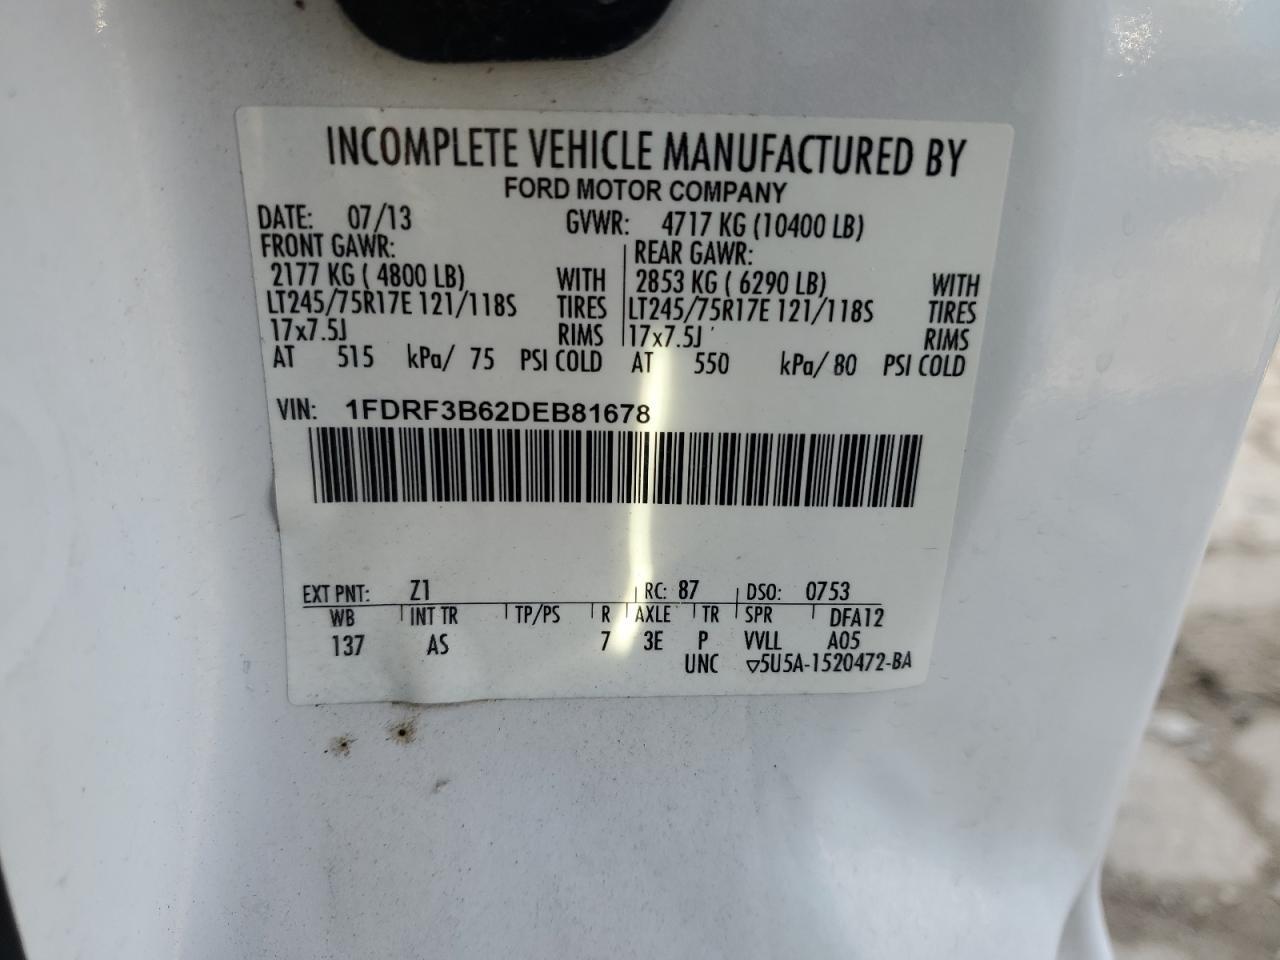 INCOMPLETE VEHICLE MANUFACTURED BY
FORD MOTOR COMPANY
DATE: 07/13 GVWR: 4717 KG (10400 LB)
FRONT GAWR: REAR GAWR:
2177 KG ( 4800 LB) WITH 2853 KG ( 6290 LB) WITH
LT245/75R17E 121/118S TIRES LT245/75R17E 121/118S TIRES
17x7.5J RIMS 17x7.5J RIMS
AT 515 kPa/ 75 PSI COLD AT 550 kPa/ 80 PSI COLD
VIN: 1FDRF3B62DEB81678
EXT PNT: Z1 RC: 87 DSO: 0753
WB INT TR TP/PS R AXLE TR SPR DFA12
137 AS 7 3E P VVLL A05
UNC ▽5U5A-1520472-BA